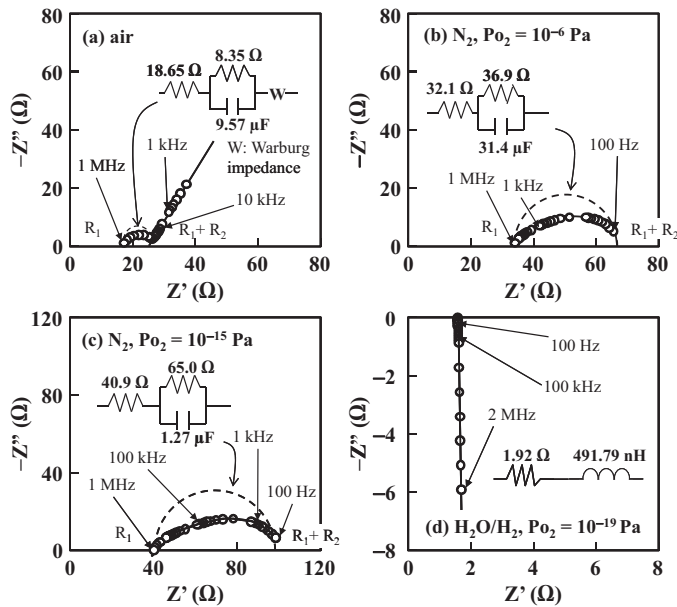 (a) air
80
60
40
20
0
0 20 40 60 80
−Z'' (Ω)
Z' (Ω)
18.65 Ω
8.35 Ω
9.57 μF
W
W: Warburg
impedance
1 MHz
1 kHz
10 kHz
R1
R1+ R2
(b) N2, Po2 = 10−6 Pa
80
60
40
20
0
0 20 40 60 80
−Z'' (Ω)
Z' (Ω)
32.1 Ω
36.9 Ω
31.4 μF
1 MHz
1 kHz
100 Hz
R1
R1+ R2
(c) N2, Po2 = 10−15 Pa
120
80
40
0
0 40 80 120
−Z'' (Ω)
Z' (Ω)
40.9 Ω
65.0 Ω
1.27 μF
1 MHz
100 kHz
1 kHz
100 Hz
R1
R1+ R2
0
−2
−4
−6
−8
0 2 4 6 8
−Z'' (Ω)
Z' (Ω)
100 Hz
100 kHz
2 MHz
1.92 Ω
491.79 nH
(d) H2O/H2, Po2 = 10−19 Pa